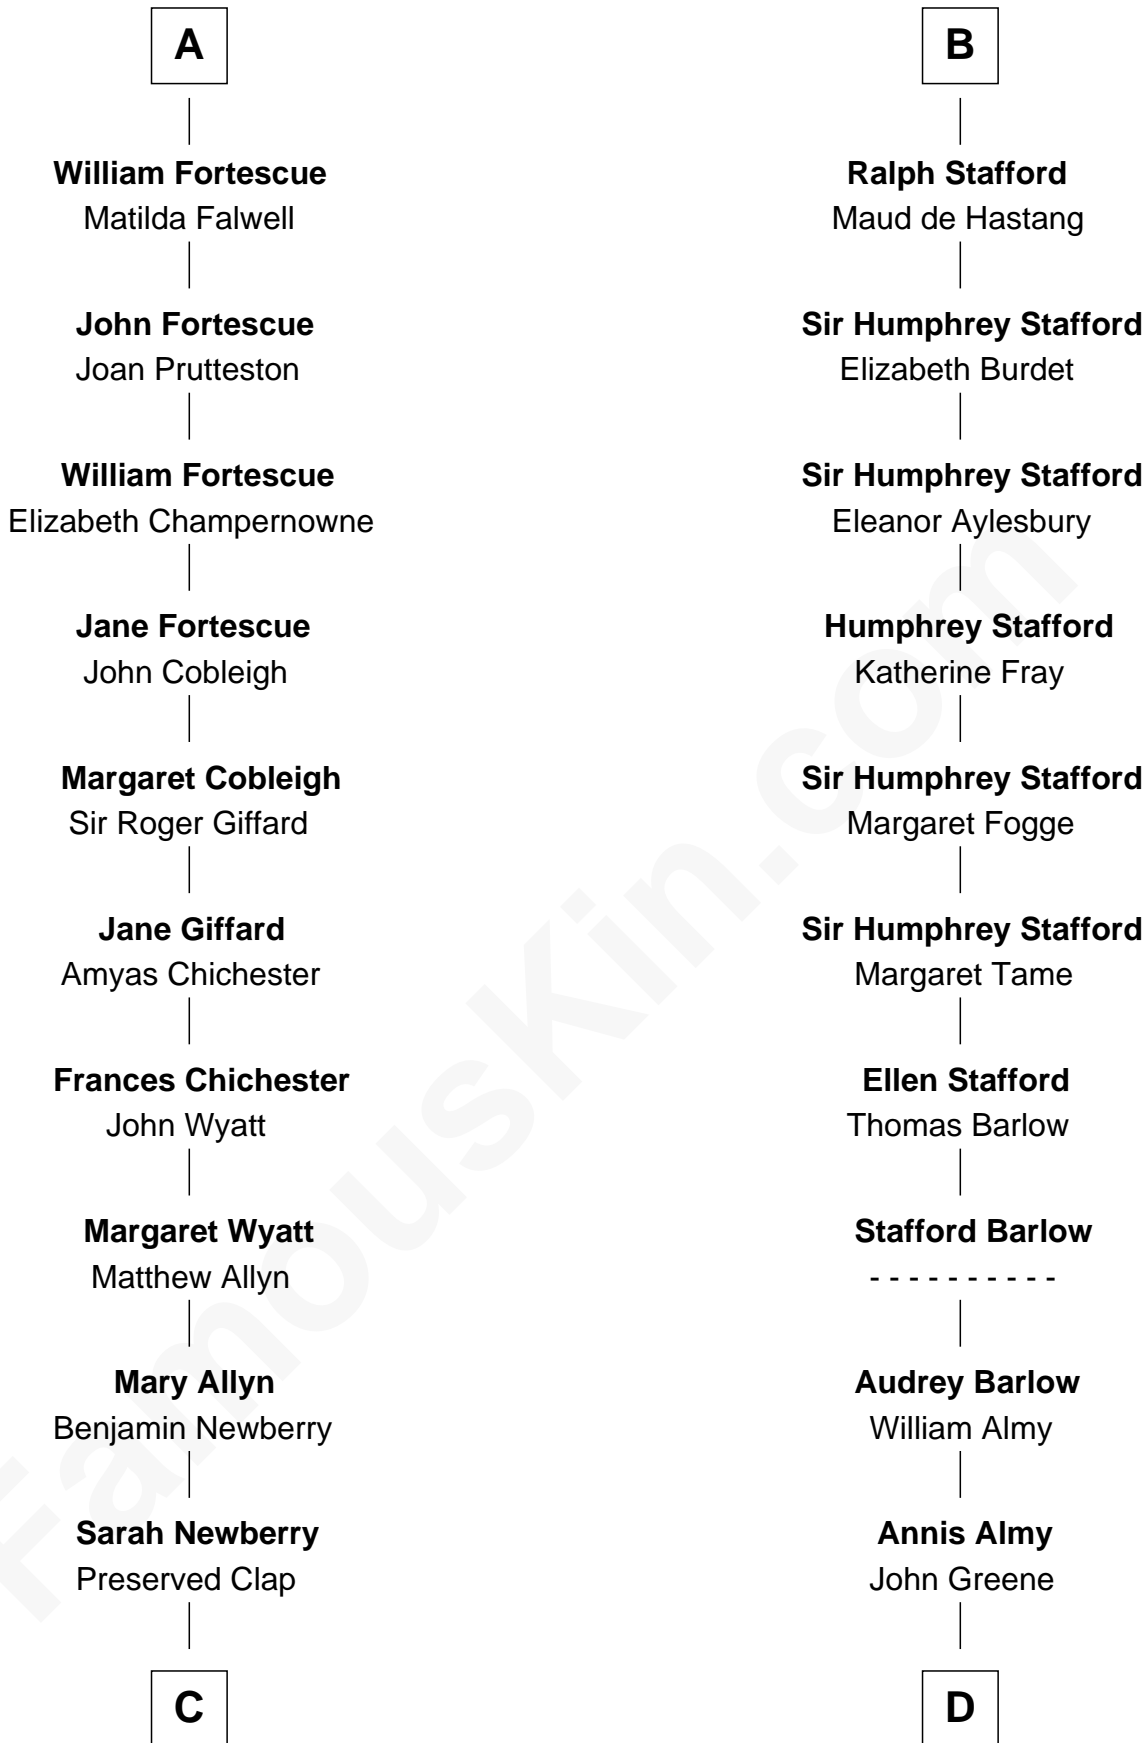 A
William Fortescue
Matilda Falwell
John Fortescue
Joan Prutteston
William Fortescue
Elizabeth Champernowne
Jane Fortescue
John Cobleigh
Margaret Cobleigh
Sir Roger Giffard
Jane Giffard
Amyas Chichester
Frances Chichester
John Wyatt
Margaret Wyatt
Matthew Allyn
Mary Allyn
Benjamin Newberry
Sarah Newberry
Preserved Clap
C
B
Ralph Stafford
Maud de Hastang
Sir Humphrey Stafford
Elizabeth Burdet
Sir Humphrey Stafford
Eleanor Aylesbury
Humphrey Stafford
Katherine Fray
Sir Humphrey Stafford
Margaret Fogge
Sir Humphrey Stafford
Margaret Tame
Ellen Stafford
Thomas Barlow
Stafford Barlow
- - - - - - - - - -
Audrey Barlow
William Almy
Annis Almy
John Greene
D
FamousKin.com